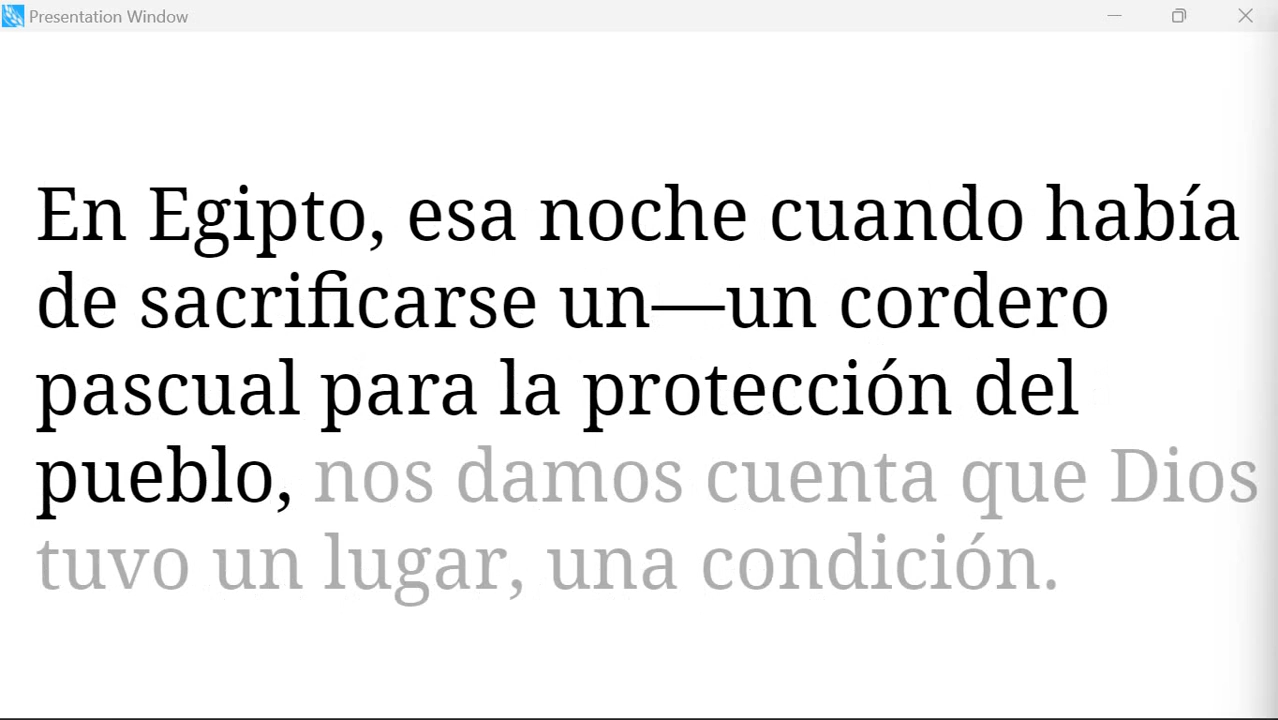 Presentation Window
En Egipto, esa noche cuando había
de sacrificarse un—un cordero
pascual para la protección del
pueblo, nos damos cuenta que Dios
tuvo un lugar, una condición.